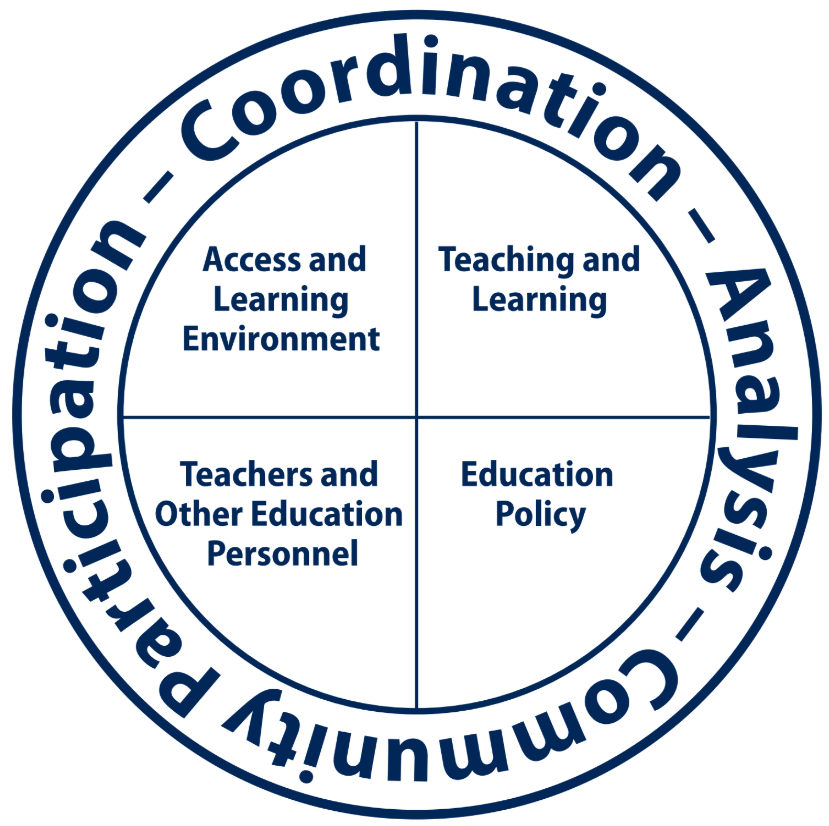 Coordination – Analysis – Community Participation –
Access and
Learning
Environment
Teaching and
Learning
Teachers and
Other Education
Personnel
Education
Policy